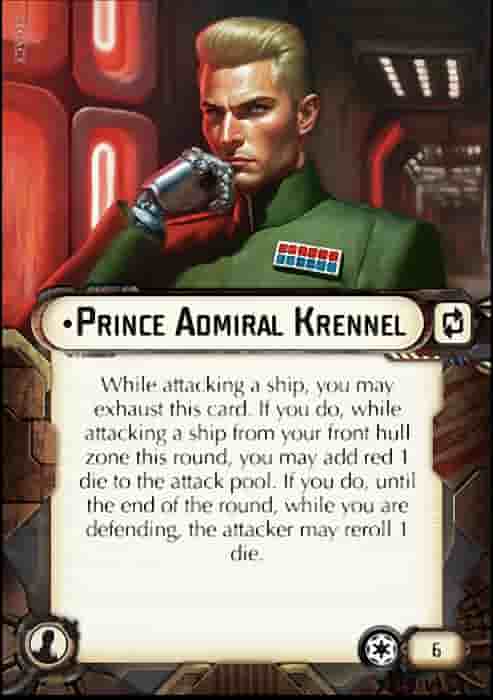 •PRINCE ADMIRAL KRENNEL
While attacking a ship, you may
exhaust this card. If you do, while
attacking a ship from your front hull
zone this round, you may add red 1
die to the attack pool. If you do, until
the end of the round, while you are
defending, the attacker may reroll 1
die.
6